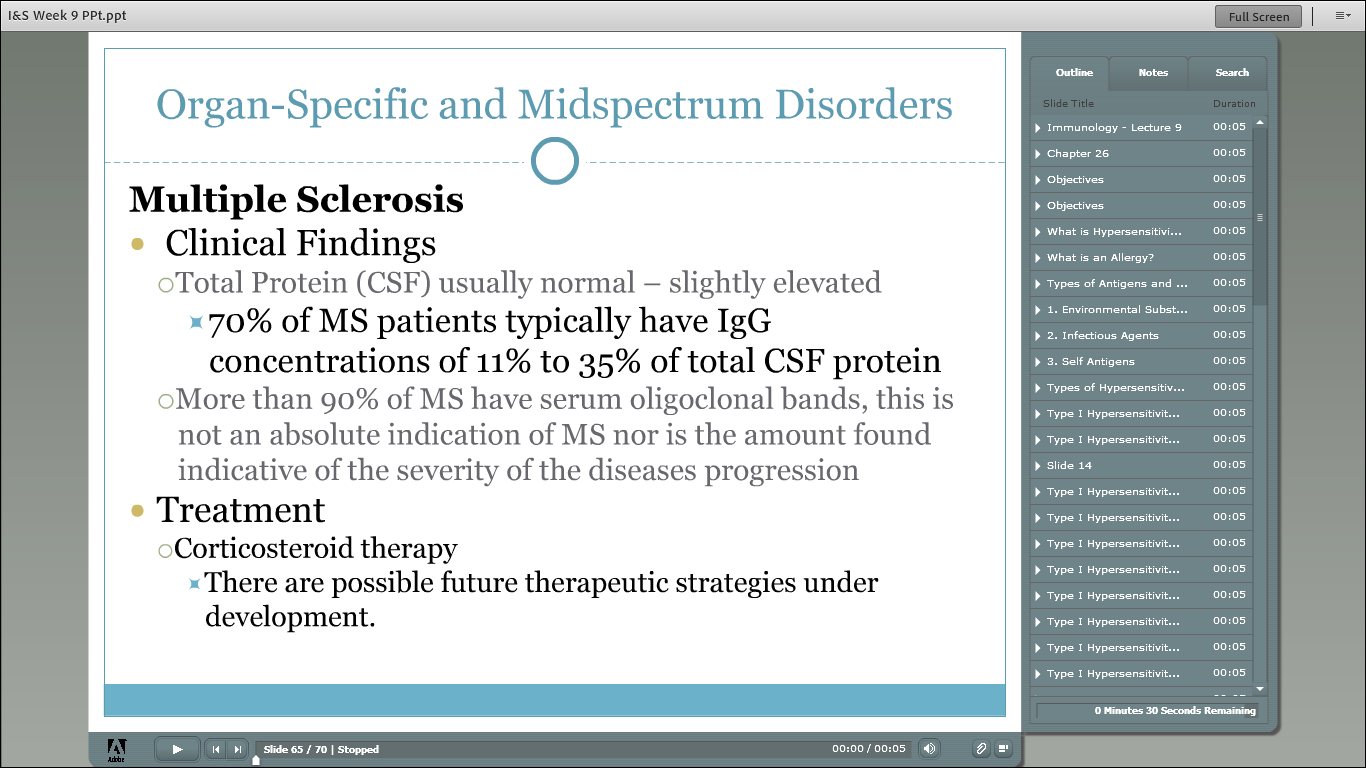 I&S Week 9 PPt.ppt
Full Screen
Organ-Specific and Midspectrum Disorders
Multiple Sclerosis
Clinical Findings
Total Protein (CSF) usually normal – slightly elevated
70% of MS patients typically have IgG
concentrations of 11% to 35% of total CSF protein
More than 90% of MS have serum oligoclonal bands, this is
not an absolute indication of MS nor is the amount found
indicative of the severity of the diseases progression
Treatment
Corticosteroid therapy
There are possible future therapeutic strategies under
development.
Outline Notes Search
Slide Title Duration
Immunology - Lecture 9 00:05
Chapter 26 00:05
Objectives 00:05
Objectives 00:05
What is Hypersensitivi... 00:05
What is an Allergy? 00:05
Types of Antigens and ... 00:05
1. Environmental Subst... 00:05
2. Infectious Agents 00:05
3. Self Antigens 00:05
Types of Hypersensitiv... 00:05
Type I Hypersensitivit... 00:05
Type I Hypersensitivit... 00:05
Slide 14 00:05
Type I Hypersensitivit... 00:05
Type I Hypersensitivit... 00:05
Type I Hypersensitivit... 00:05
Type I Hypersensitivit... 00:05
Type I Hypersensitivit... 00:05
Type I Hypersensitivit... 00:05
Type I Hypersensitivit... 00:05
Type I Hypersensitivit... 00:05
0 Minutes 30 Seconds Remaining
Adobe
Slide 65 / 70 | Stopped
00:00 / 00:05